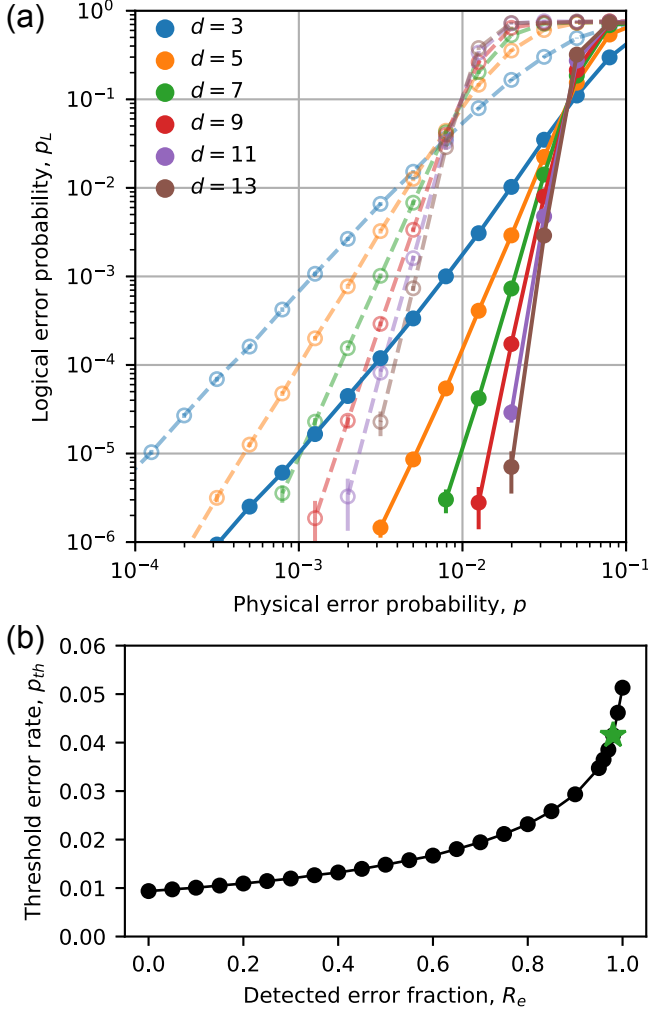 (a)
d = 3
d = 5
d = 7
d = 9
d = 11
d = 13
10⁰
10⁻¹
10⁻²
10⁻³
10⁻⁴
10⁻⁵
10⁻⁶
Logical error probability, p_L
10⁻⁴ 10⁻³ 10⁻² 10⁻¹
Physical error probability, p
(b)
0.06
0.05
0.04
0.03
0.02
0.01
0.00
Threshold error rate, p_th
0.0 0.2 0.4 0.6 0.8 1.0
Detected error fraction, R_e